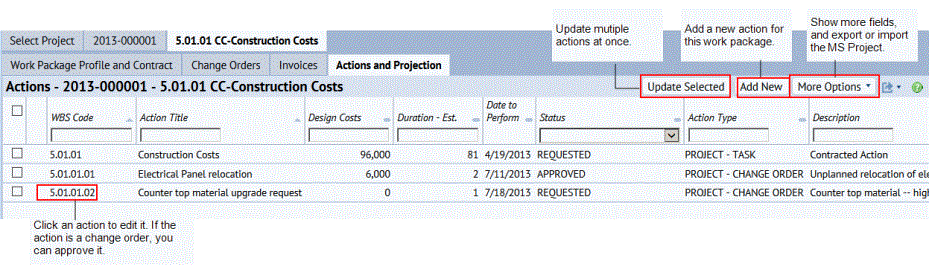 Update mutiple
actions at once.
Add a new action for
this work package.
Show more fields,
and export or import
the MS Project.
Select Project 2013-000001 5.01.01 CC-Construction Costs
Work Package Profile and Contract Change Orders Invoices Actions and Projection
Actions - 2013-000001 - 5.01.01 CC-Construction Costs Update Selected Add New More Options
WBS Code Action Title Design Costs Duration - Est. Date to Perform Status Action Type Description
5.01.01 Construction Costs 96,000 81 4/19/2013 REQUESTED PROJECT - TASK Contracted Action
5.01.01.01 Electrical Panel relocation 6,000 2 7/11/2013 APPROVED PROJECT - CHANGE ORDER Unplanned relocation of el
5.01.01.02 Counter top material upgrade request 0 1 7/18/2013 REQUESTED PROJECT - CHANGE ORDER Counter top material -- hig
Click an action to edit it. If the
action is a change order, you
can approve it.